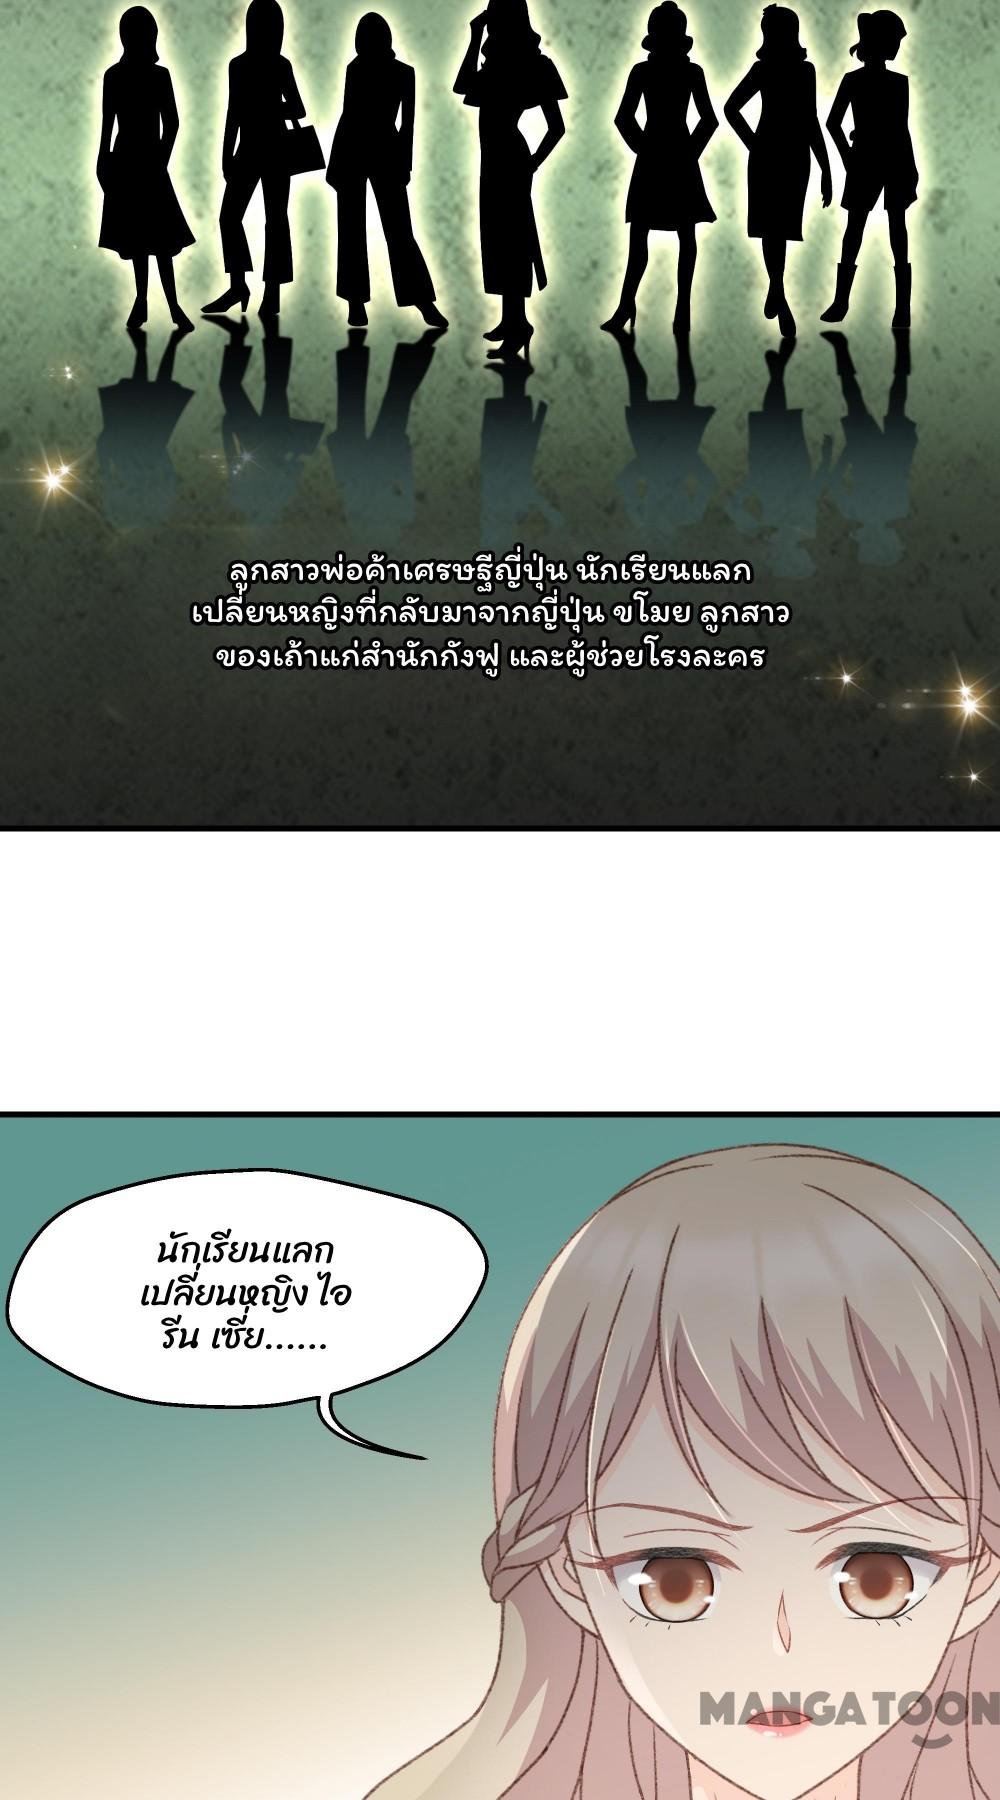 ลูกสาวพ่อค้าเศรษฐีญี่ปุ่น นักเรียนแลก
เปลี่ยนหญิงที่กลับมาจากญี่ปุ่น ขโมย ลูกสาว
ของเถ้าแก่สำนักกังฟู และผู้ช่วยโรงละคร
นักเรียนแลก
เปลี่ยนหญิง ไอ
รีน เซี่ย......
MANGATOON